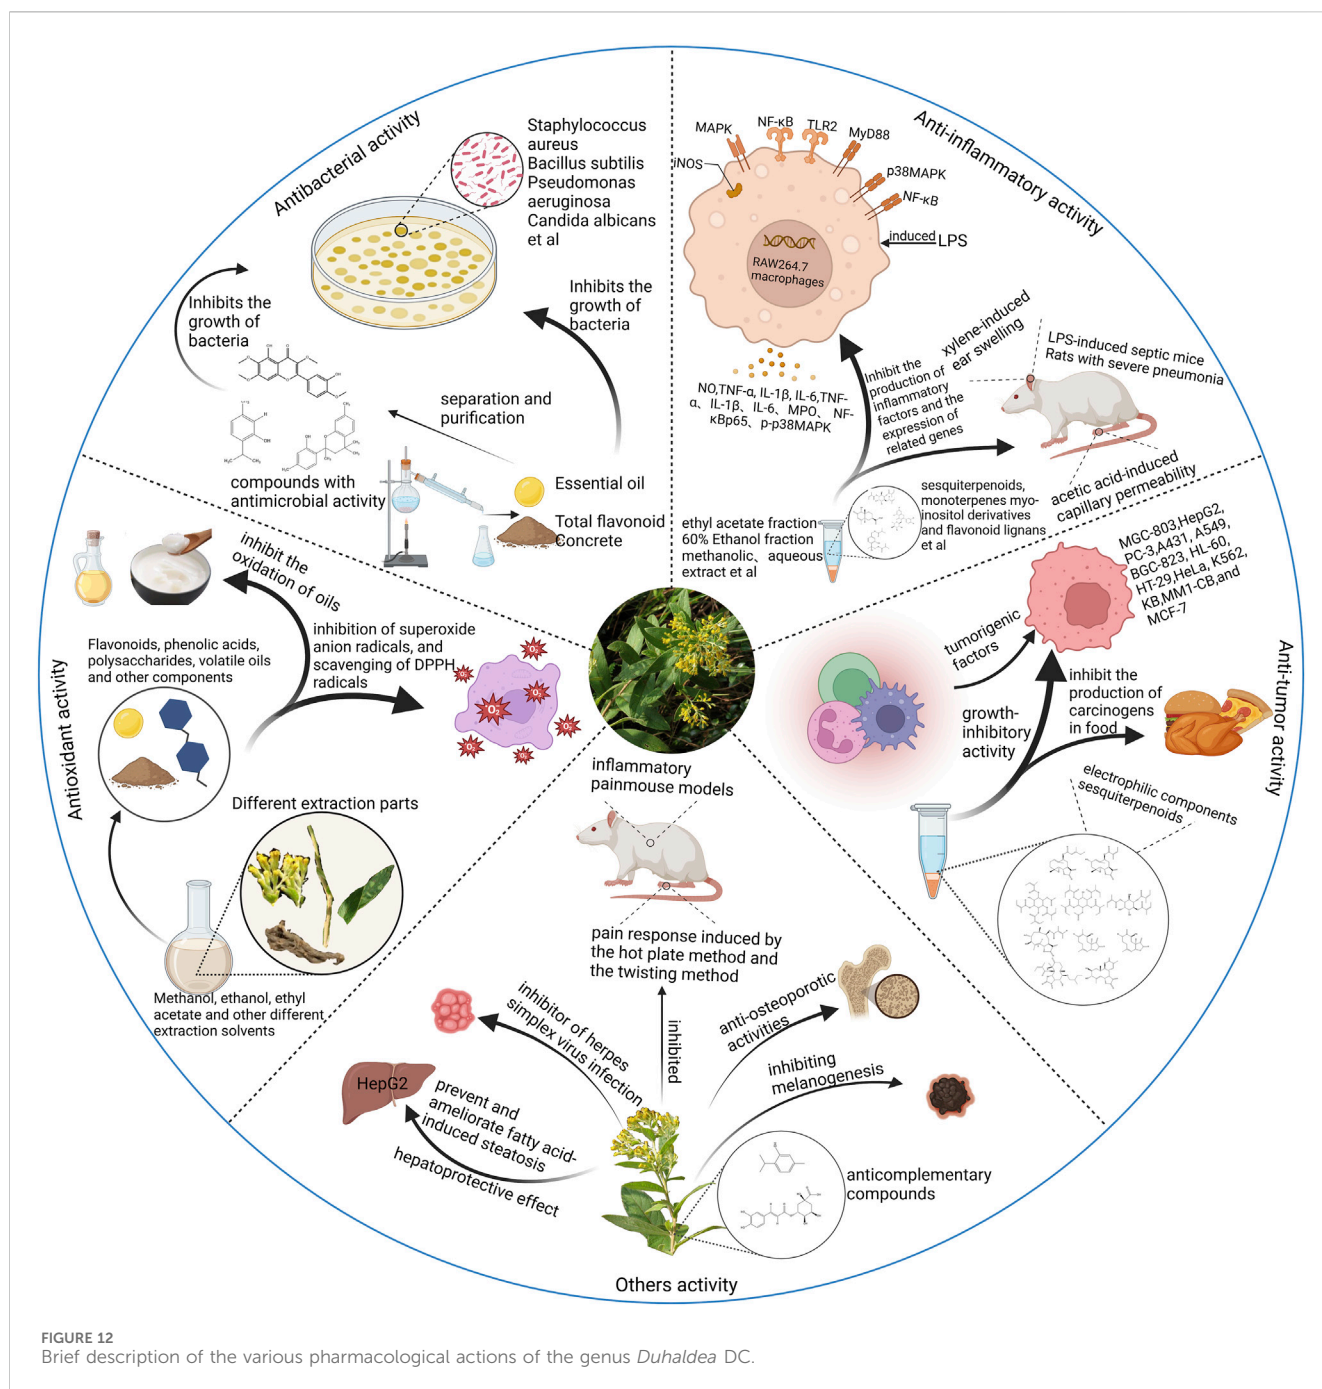 Antibacterial activity
Staphylococcus
aureus
Bacillus subtilis
Pseudomonas
aeruginosa
Candida albicans
et al
Inhibits the
growth of
bacteria
Inhibits the
growth of
bacteria
separation and
purification
compounds with
antimicrobial activity
Essential oil
Total flavonoid
Concrete
Anti-inflammatory activity
MAPK
NF-κB
TLR2
MyD88
iNOS
p38MAPK
NF-κB
induced
LPS
RAW264.7
macrophages
NO,TNF-α, IL-1β, IL-6,TNF-
α、IL-1β、IL-6、MPO、NF-
κBp65、p-p38MAPK
Inhibit the
production of
inflammatory
factors and the
expression of
related genes
xylene-induced
ear swelling
LPS-induced septic mice
Rats with severe pneumonia
acetic acid-induced
capillary permeability
ethyl acetate fraction
60% Ethanol fraction
methanolic、aqueous
extract et al
sesquiterpenoids,
monoterpenes myo-
inositol derivatives
and flavonoid lignans
et al
Antioxidant activity
inhibit the
oxidation of oils
Flavonoids, phenolic acids,
polysaccharides, volatile oils
and other components
inhibition of superoxide
anion radicals, and
scavenging of DPPH
radicals
O₂
O₂
O₂
O₂
O₂
O₂
O₂
O₂
Different extraction parts
Methanol, ethanol, ethyl
acetate and other different
extraction solvents
Anti-tumor activity
MGC-803,HepG2,
PC-3,A431, A549,
BGC-823, HL-60,
HT-29,HeLa, K562,
KB,MM1-CB,and
MCF-7
tumorigenic
factors
growth-
inhibitory
activity
inhibit the
production of
carcinogens
in food
electrophilic components
sesquiterpenoids
inflammatory
painmouse models
pain response induced by
the hot plate method and
the twisting method
inhibited
inhibitor of herpes
simplex virus infection
HepG2
prevent and
ameliorate fatty acid-
induced steatosis
hepatoprotective effect
anti-osteoporotic
activities
inhibiting
melanogenesis
anticomplementary
compounds
Others activity
FIGURE 12
Brief description of the various pharmacological actions of the genus Duhaldea DC.